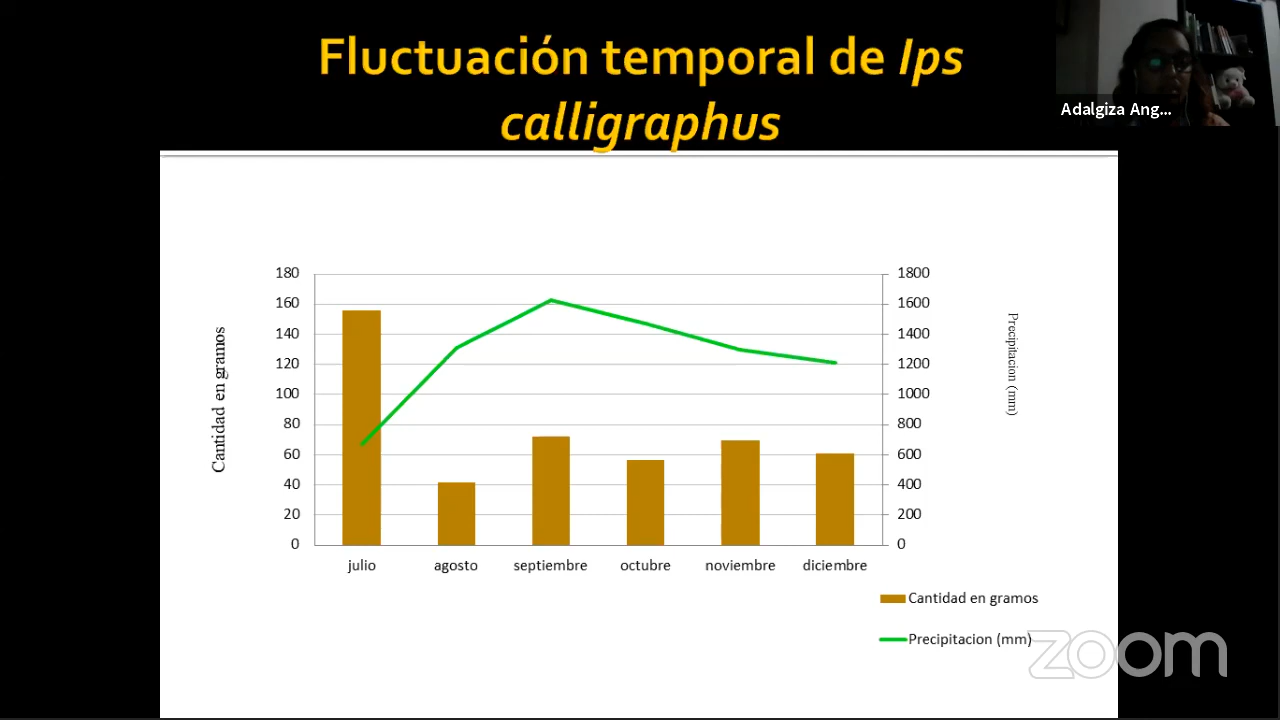 Fluctuación temporal de Ips
calligraphus
Adalgiza Ang...
180
160
140
120
100
80
60
40
20
0
Cantidad en gramos
1800
1600
1400
1200
1000
800
600
400
200
0
Precipitacion (mm)
julio agosto septiembre octubre noviembre diciembre
Cantidad en gramos
Precipitacion (mm)
zoom